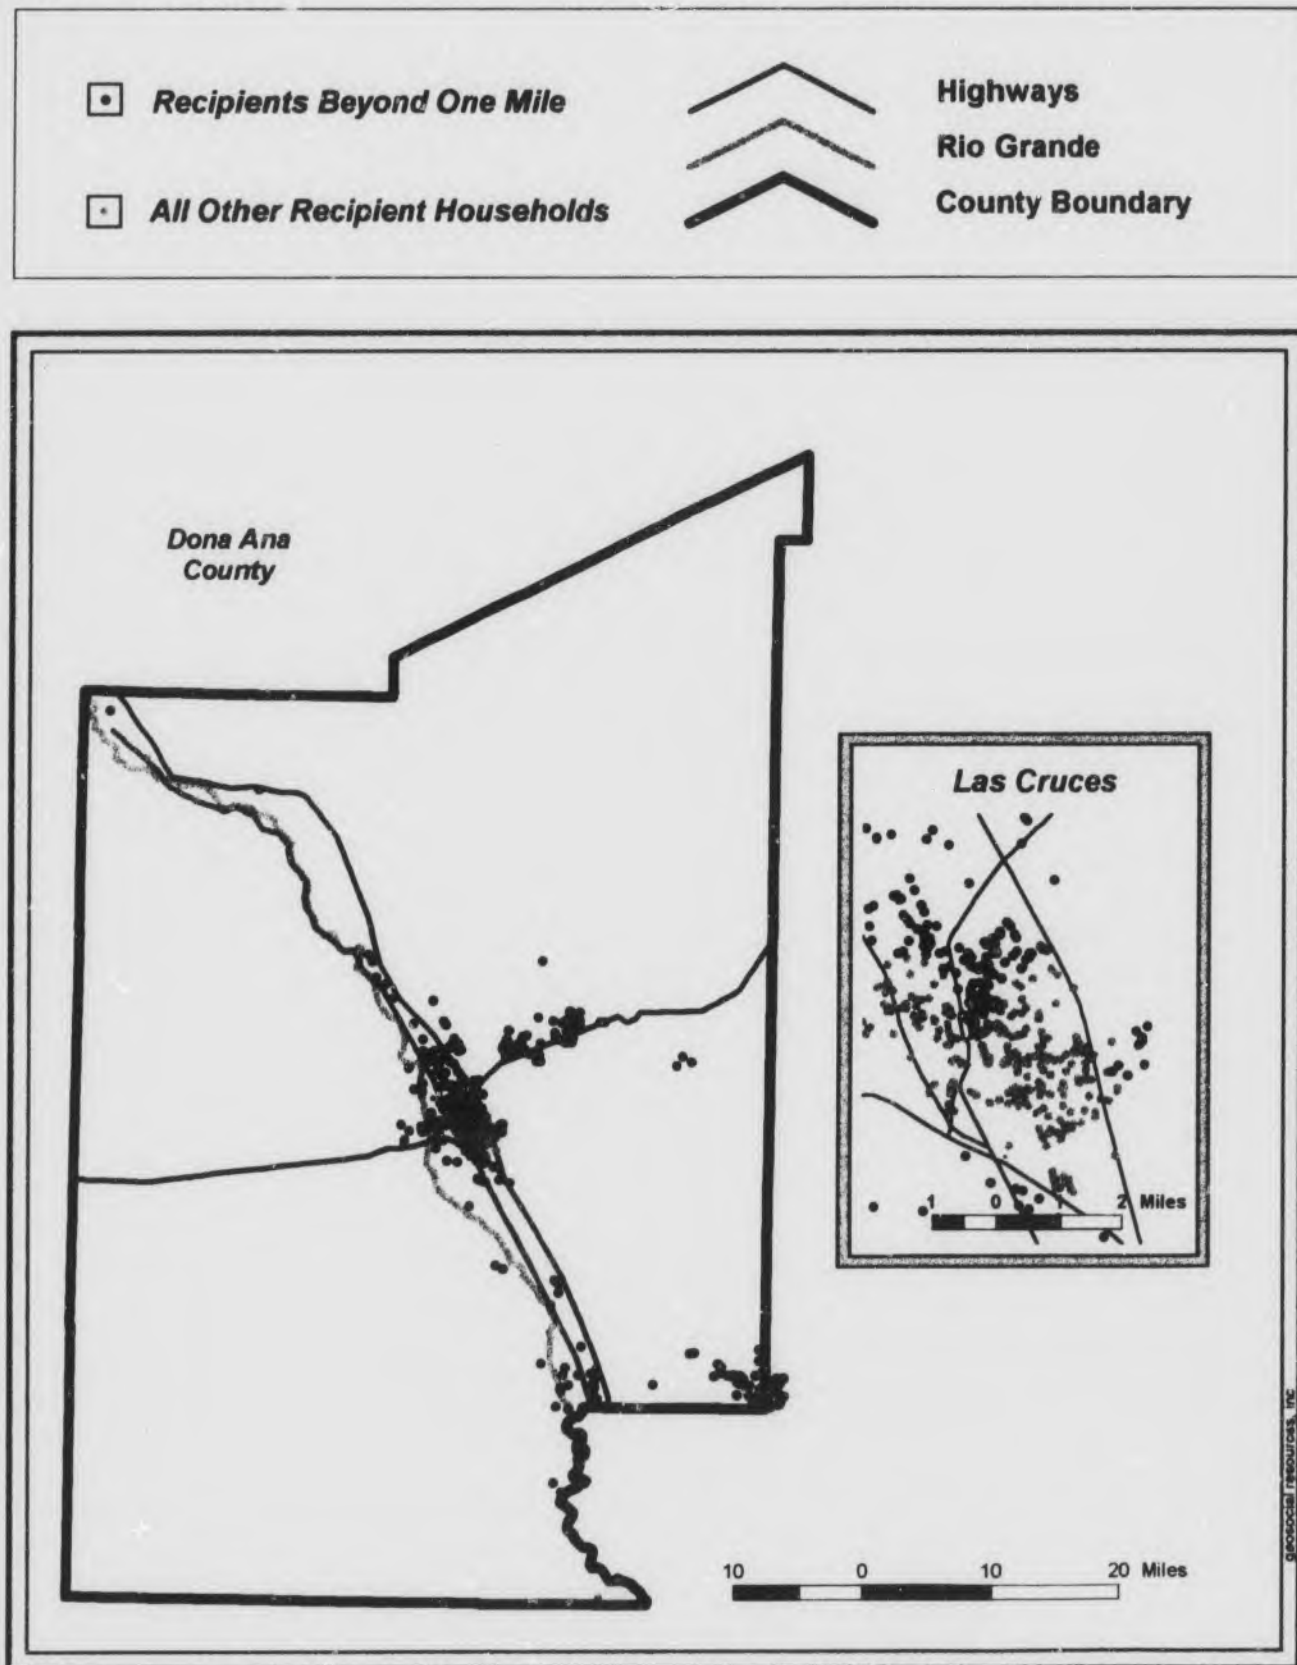 Recipients Beyond One Mile
All Other Recipient Households
Highways
Rio Grande
County Boundary
Dona Ana
County
Las Cruces
1 0 1 2 Miles
10 0 10 20 Miles
geosocial resources, inc